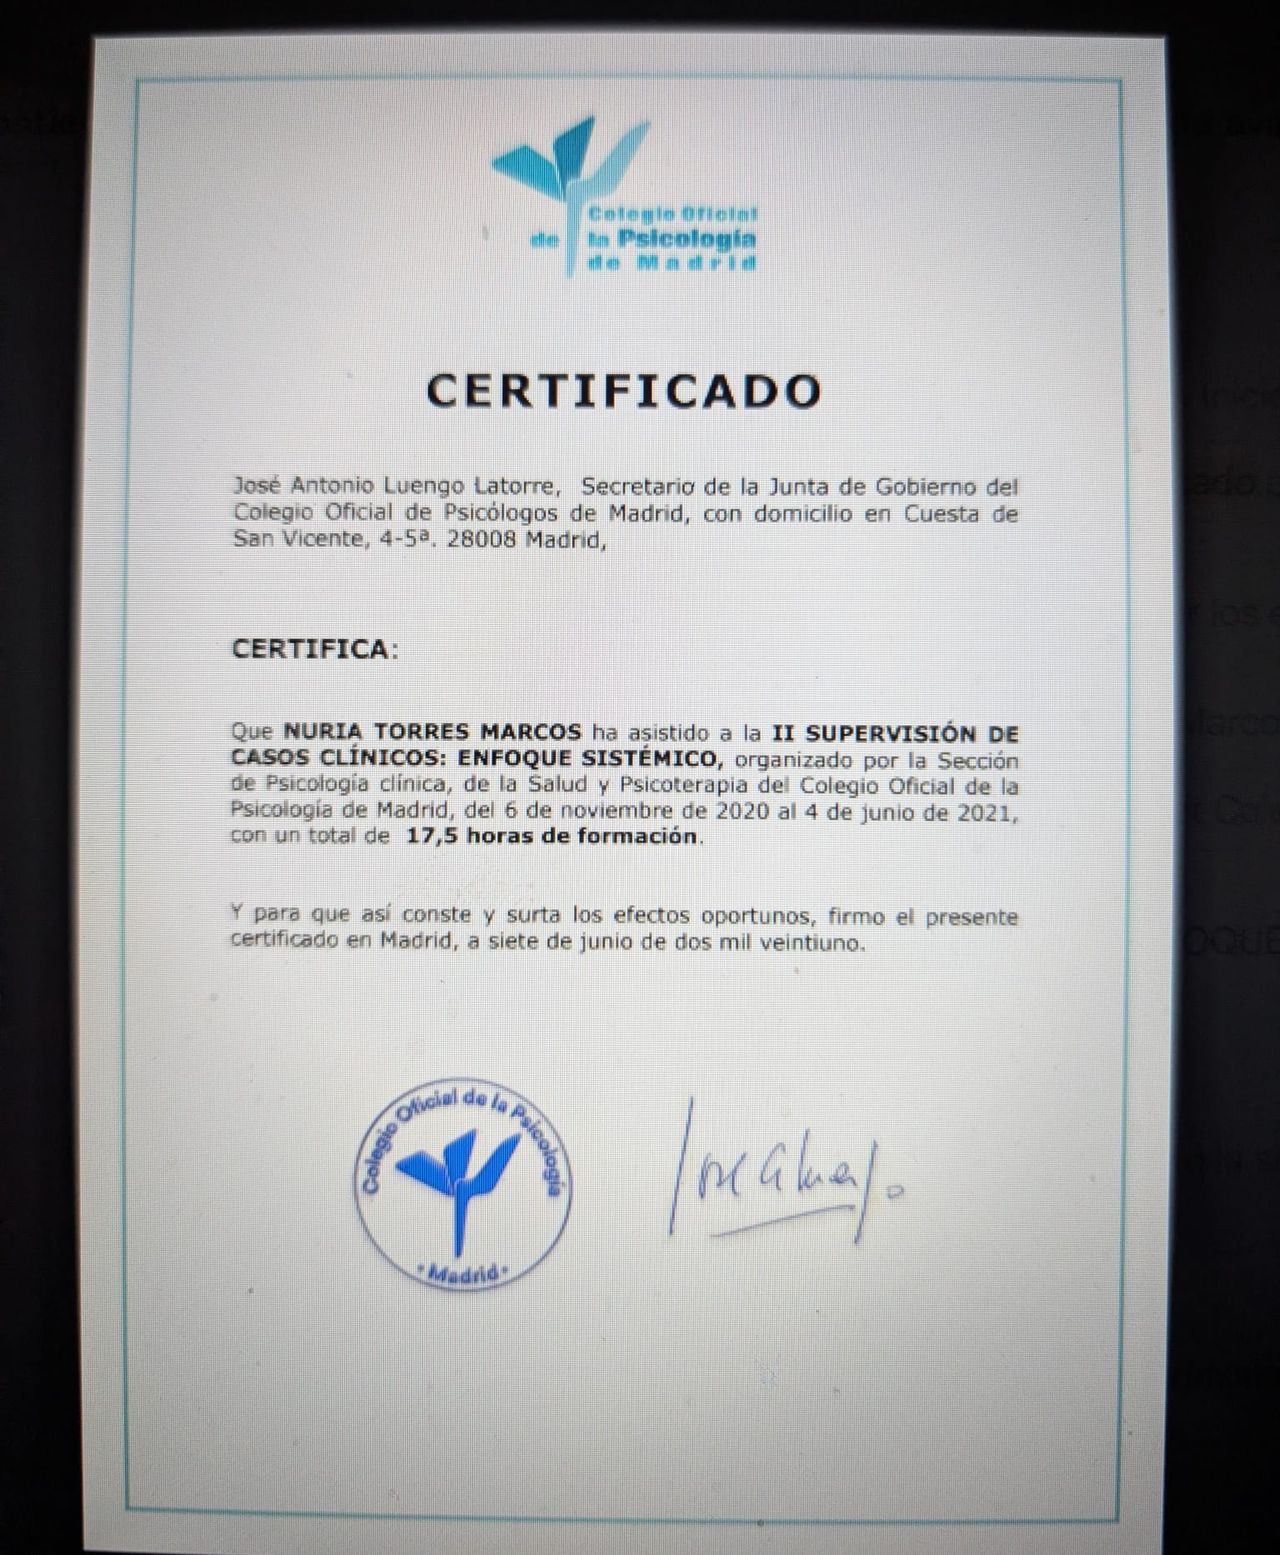 Colegio Oficial
de la Psicología
de Madrid
CERTIFICADO
José Antonio Luengo Latorre, Secretario de la Junta de Gobierno del
Colegio Oficial de Psicólogos de Madrid, con domicilio en Cuesta de
San Vicente, 4-5ª. 28008 Madrid,
CERTIFICA:
Que NURIA TORRES MARCOS ha asistido a la II SUPERVISIÓN DE
CASOS CLÍNICOS: ENFOQUE SISTÉMICO, organizado por la Sección
de Psicología clínica, de la Salud y Psicoterapia del Colegio Oficial de la
Psicología de Madrid, del 6 de noviembre de 2020 al 4 de junio de 2021,
con un total de 17,5 horas de formación.
Y para que así conste y surta los efectos oportunos, firmo el presente
certificado en Madrid, a siete de junio de dos mil veintiuno.
Colegio Oficial de la Psicología
• Madrid •